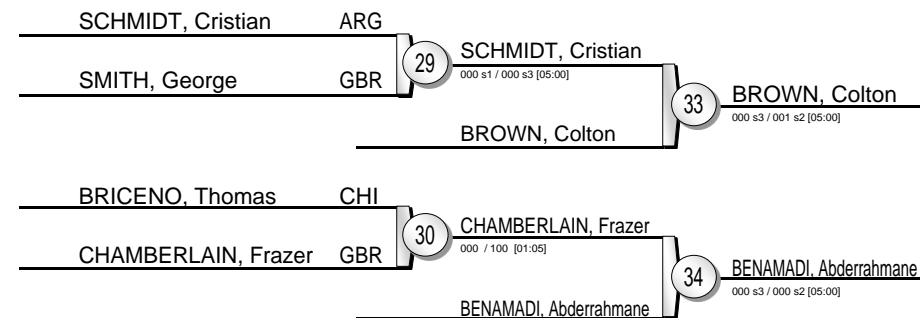 SCHMIDT, Cristian ARG
SMITH, George GBR
29
SCHMIDT, Cristian
000 s1 / 000 s3 [05:00]
BROWN, Colton
33
BROWN, Colton
000 s3 / 001 s2 [05:00]
BRICENO, Thomas CHI
CHAMBERLAIN, Frazer GBR
30
CHAMBERLAIN, Frazer
000 / 100 [01:05]
BENAMADI, Abderrahmane
34
BENAMADI, Abderrahmane
000 s3 / 000 s2 [05:00]